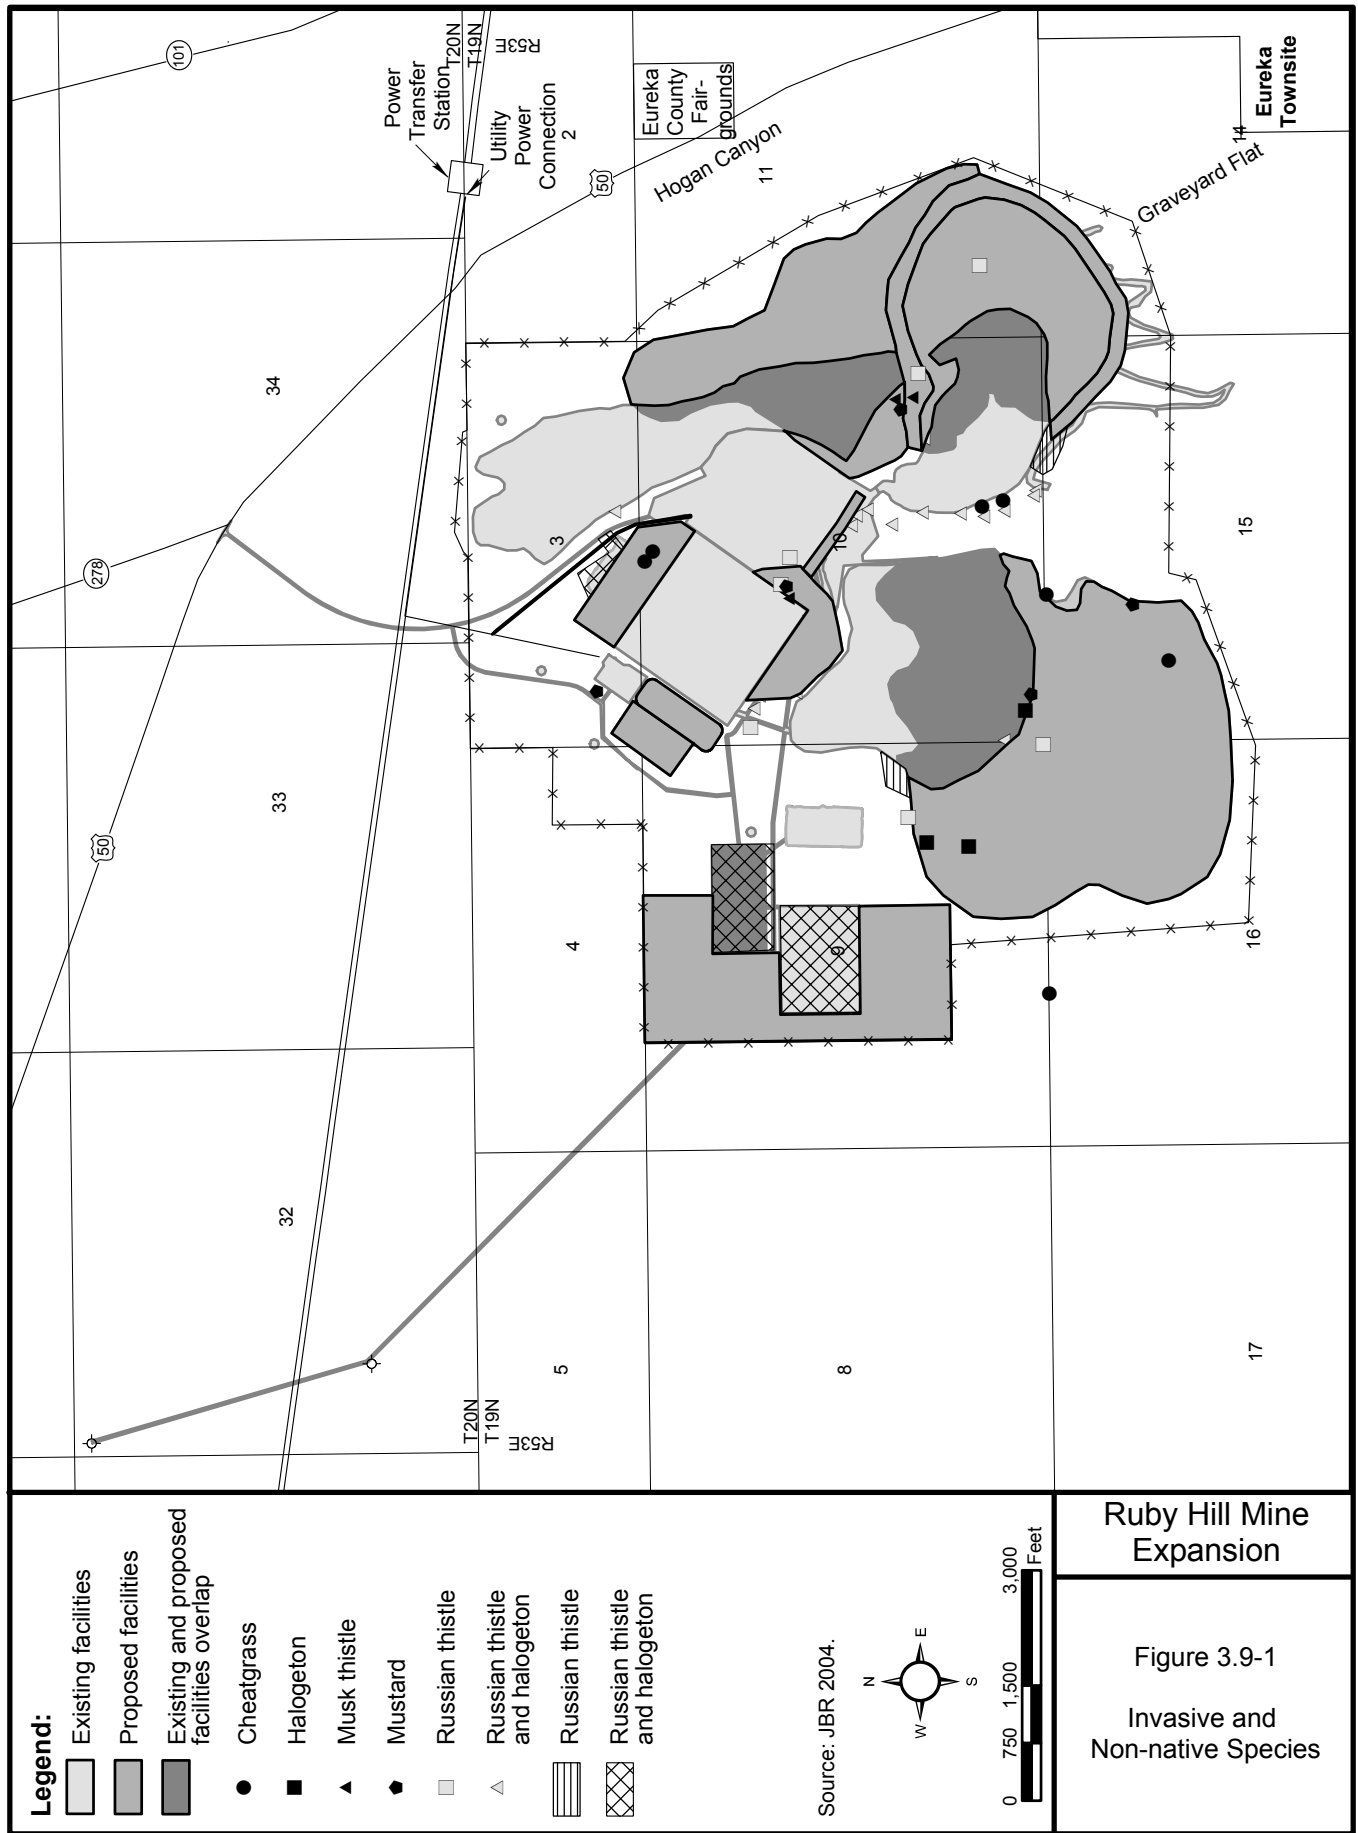 101
T20N
T19N
R53E
Power
Transfer
Station
Utility
Power
Connection
2
Eureka
County
Fair-
grounds
50
Hogan Canyon
11
Eureka
Townsite
14
Graveyard Flat
34
278
3
10
15
33
50
4
9
16
32
5
8
17
T20N
T19N
R53E
Legend:
Existing facilities
Proposed facilities
Existing and proposed
facilities overlap
Cheatgrass
Halogeton
Musk thistle
Mustard
Russian thistle
Russian thistle
and halogeton
Russian thistle
Russian thistle
and halogeton
Source: JBR 2004.
N
W
E
S
0 750 1,500 3,000
Feet
Ruby Hill Mine
Expansion
Figure 3.9-1
Invasive and
Non-native Species